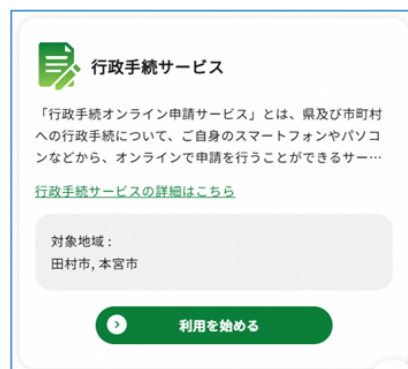 行政手続サービス
「行政手続オンライン申請サービス」とは、県及び市町村
への行政手続について、ご自身のスマートフォンやパソコ
ンなどから、オンラインで申請を行うことができるサー…
行政手続サービスの詳細はこちら
対象地域 :
田村市, 本宮市
利用を始める